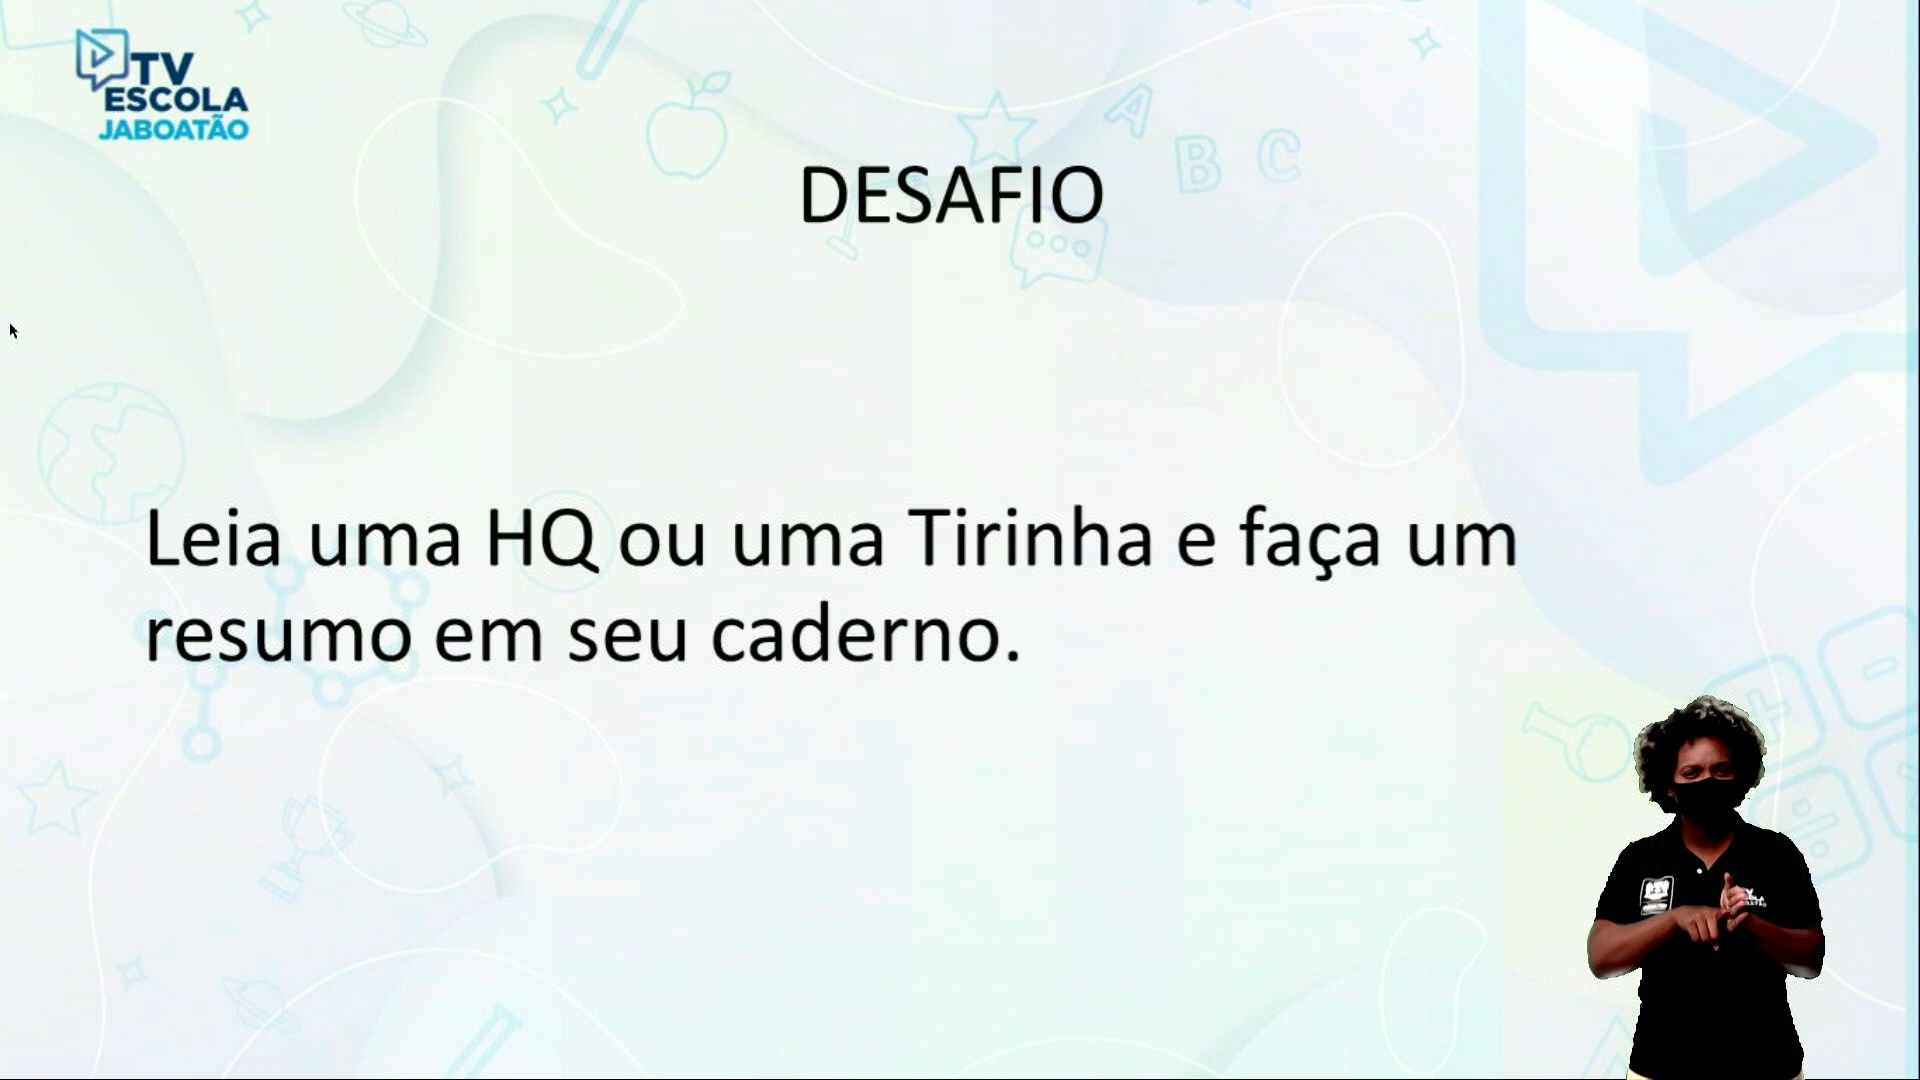 TV
ESCOLA
JABOATÃO
A B C
DESAFIO
Leia uma HQ ou uma Tirinha e faça um
resumo em seu caderno.